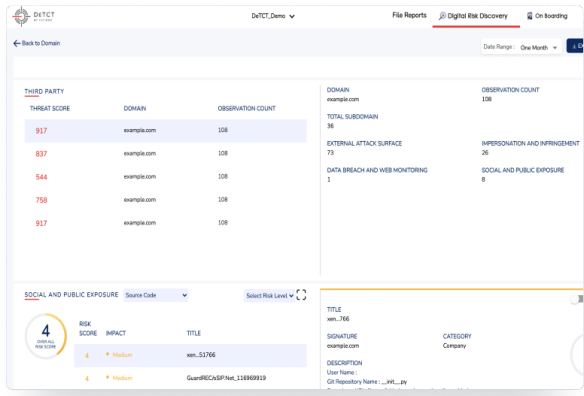 DeTCT
DeTCT_Demo
File Reports
Digital Risk Discovery
On Boarding
Back to Domain
Date Range : One Month
THIRD PARTY
THREAT SCORE DOMAIN OBSERVATION COUNT
917 example.com 108
837 example.com 108
544 example.com 108
758 example.com 108
917 example.com 108
DOMAIN OBSERVATION COUNT
example.com 108
TOTAL SUBDOMAIN
36
EXTERNAL ATTACK SURFACE IMPERSONATION AND INFRINGEMENT
73 26
DATA BREACH AND WEB MONITORING SOCIAL AND PUBLIC EXPOSURE
1 8
SOCIAL AND PUBLIC EXPOSURE Source Code Select Risk Level
4
OVER ALL
RISK SCORE
RISK
SCORE IMPACT TITLE
4 Medium xen_51766
4 Medium GuardREC/sSIP.Net_116969919
TITLE
xen...766
SIGNATURE CATEGORY
example.com Company
DESCRIPTION
User Name :
Git Repository Name : __init__.py